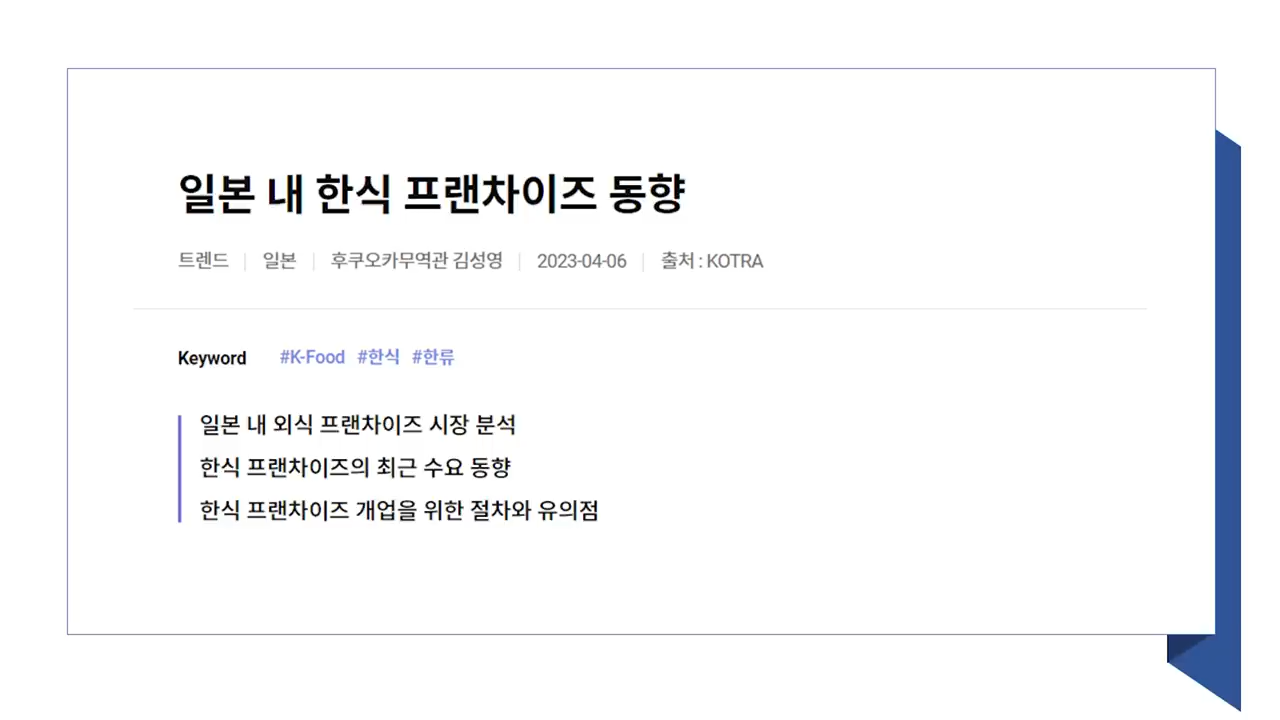 일본 내 한식 프랜차이즈 동향
트렌드 | 일본 | 후쿠오카무역관 김성영 | 2023-04-06 | 출처 : KOTRA
Keyword #K-Food #한식 #한류
일본 내 외식 프랜차이즈 시장 분석
한식 프랜차이즈의 최근 수요 동향
한식 프랜차이즈 개업을 위한 절차와 유의점